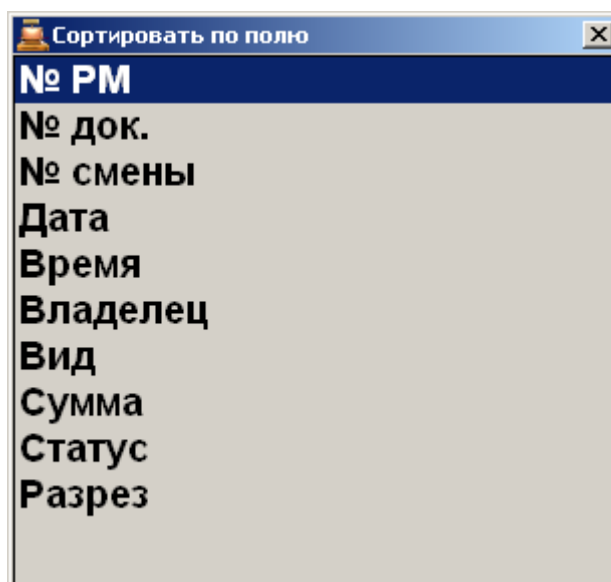 Сортировать по полю
№ РМ
№ док.
№ смены
Дата
Время
Владелец
Вид
Сумма
Статус
Разрез